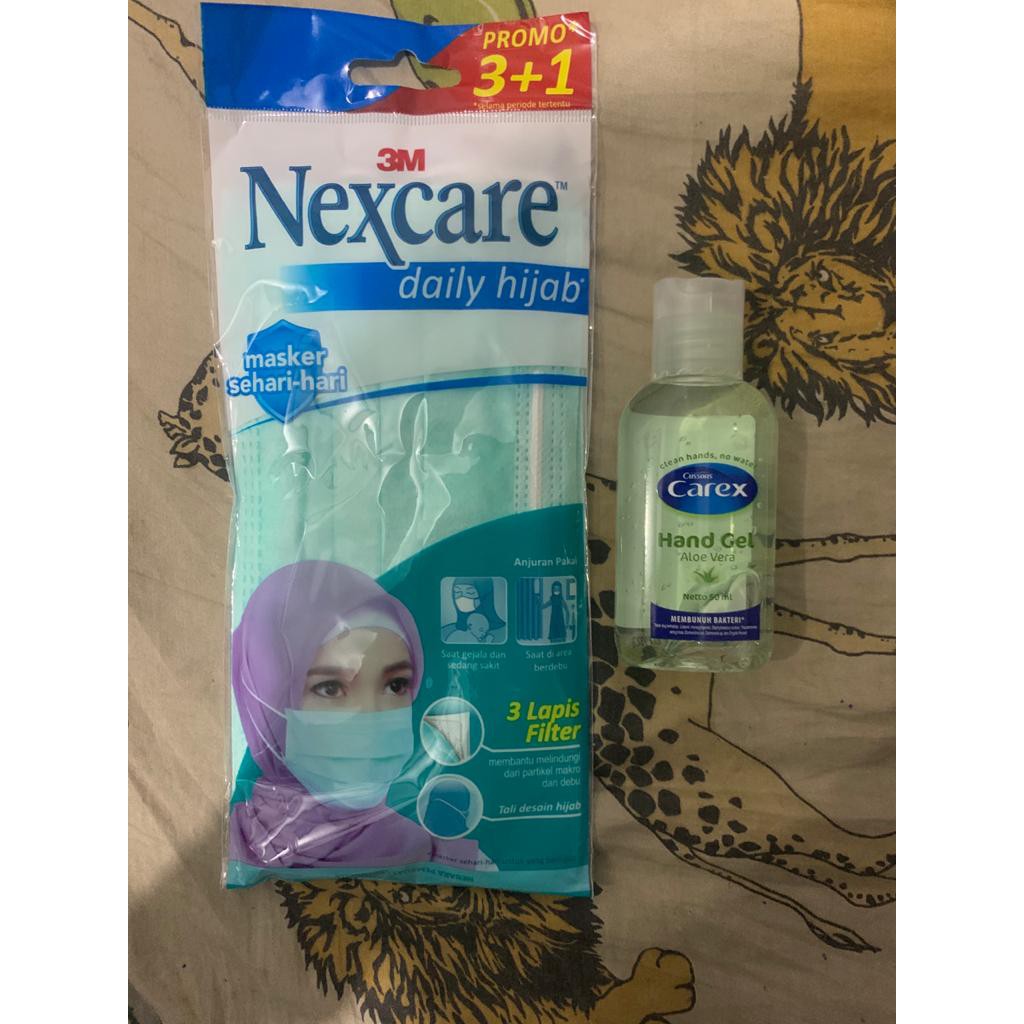 PROMO*
3+1
*selama periode tertentu
3M
Nexcare™
daily hijab*
masker
sehari-hari
Anjuran Pakai
Saat gejala dan
sedang sakit
Saat di area
berdebu
3 Lapis
Filter
membantu melindungi
dari partikel makro
dan debu
Tali desain hijab
clean hands, no water
Cussons
Carex
Hand Gel
Aloe Vera
Netto 50 ml
MEMBUNUH BAKTERI*